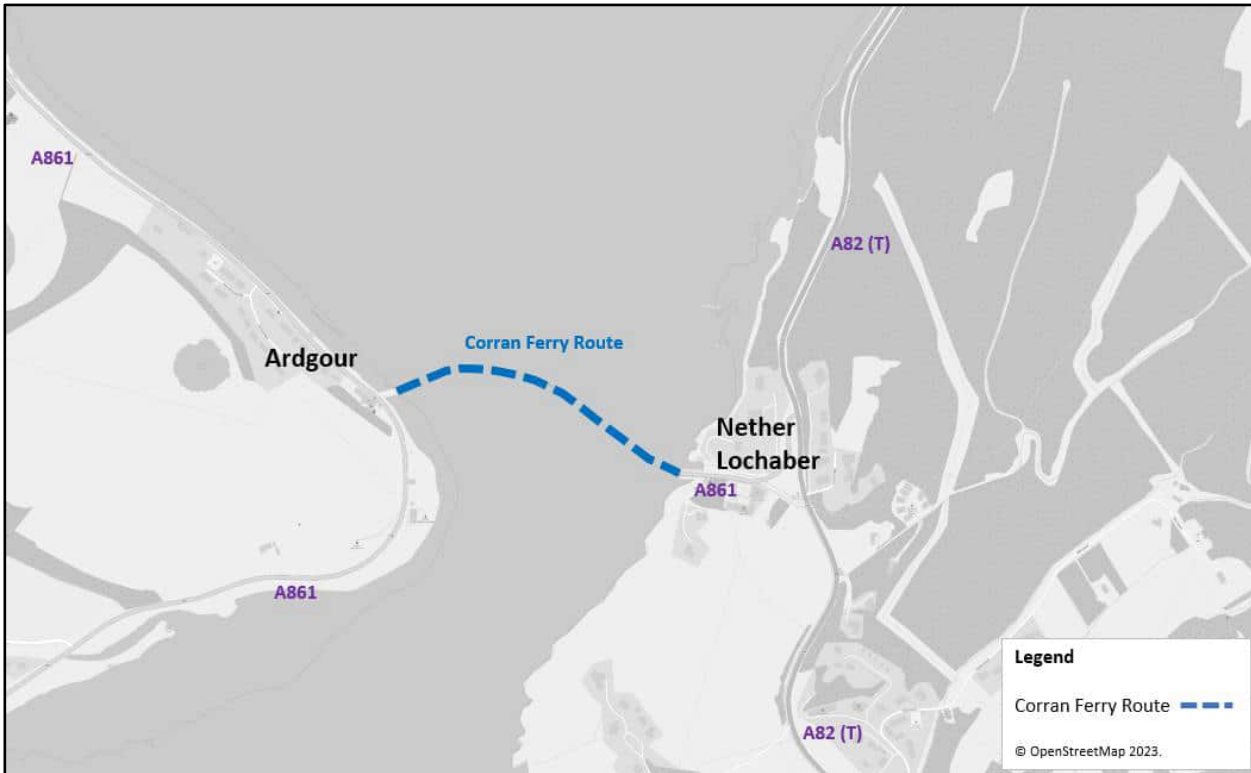 A861
A82 (T)
Corran Ferry Route
Ardgour
Nether
Lochaber
A861
A861
A82 (T)
Legend
Corran Ferry Route
© OpenStreetMap 2023.